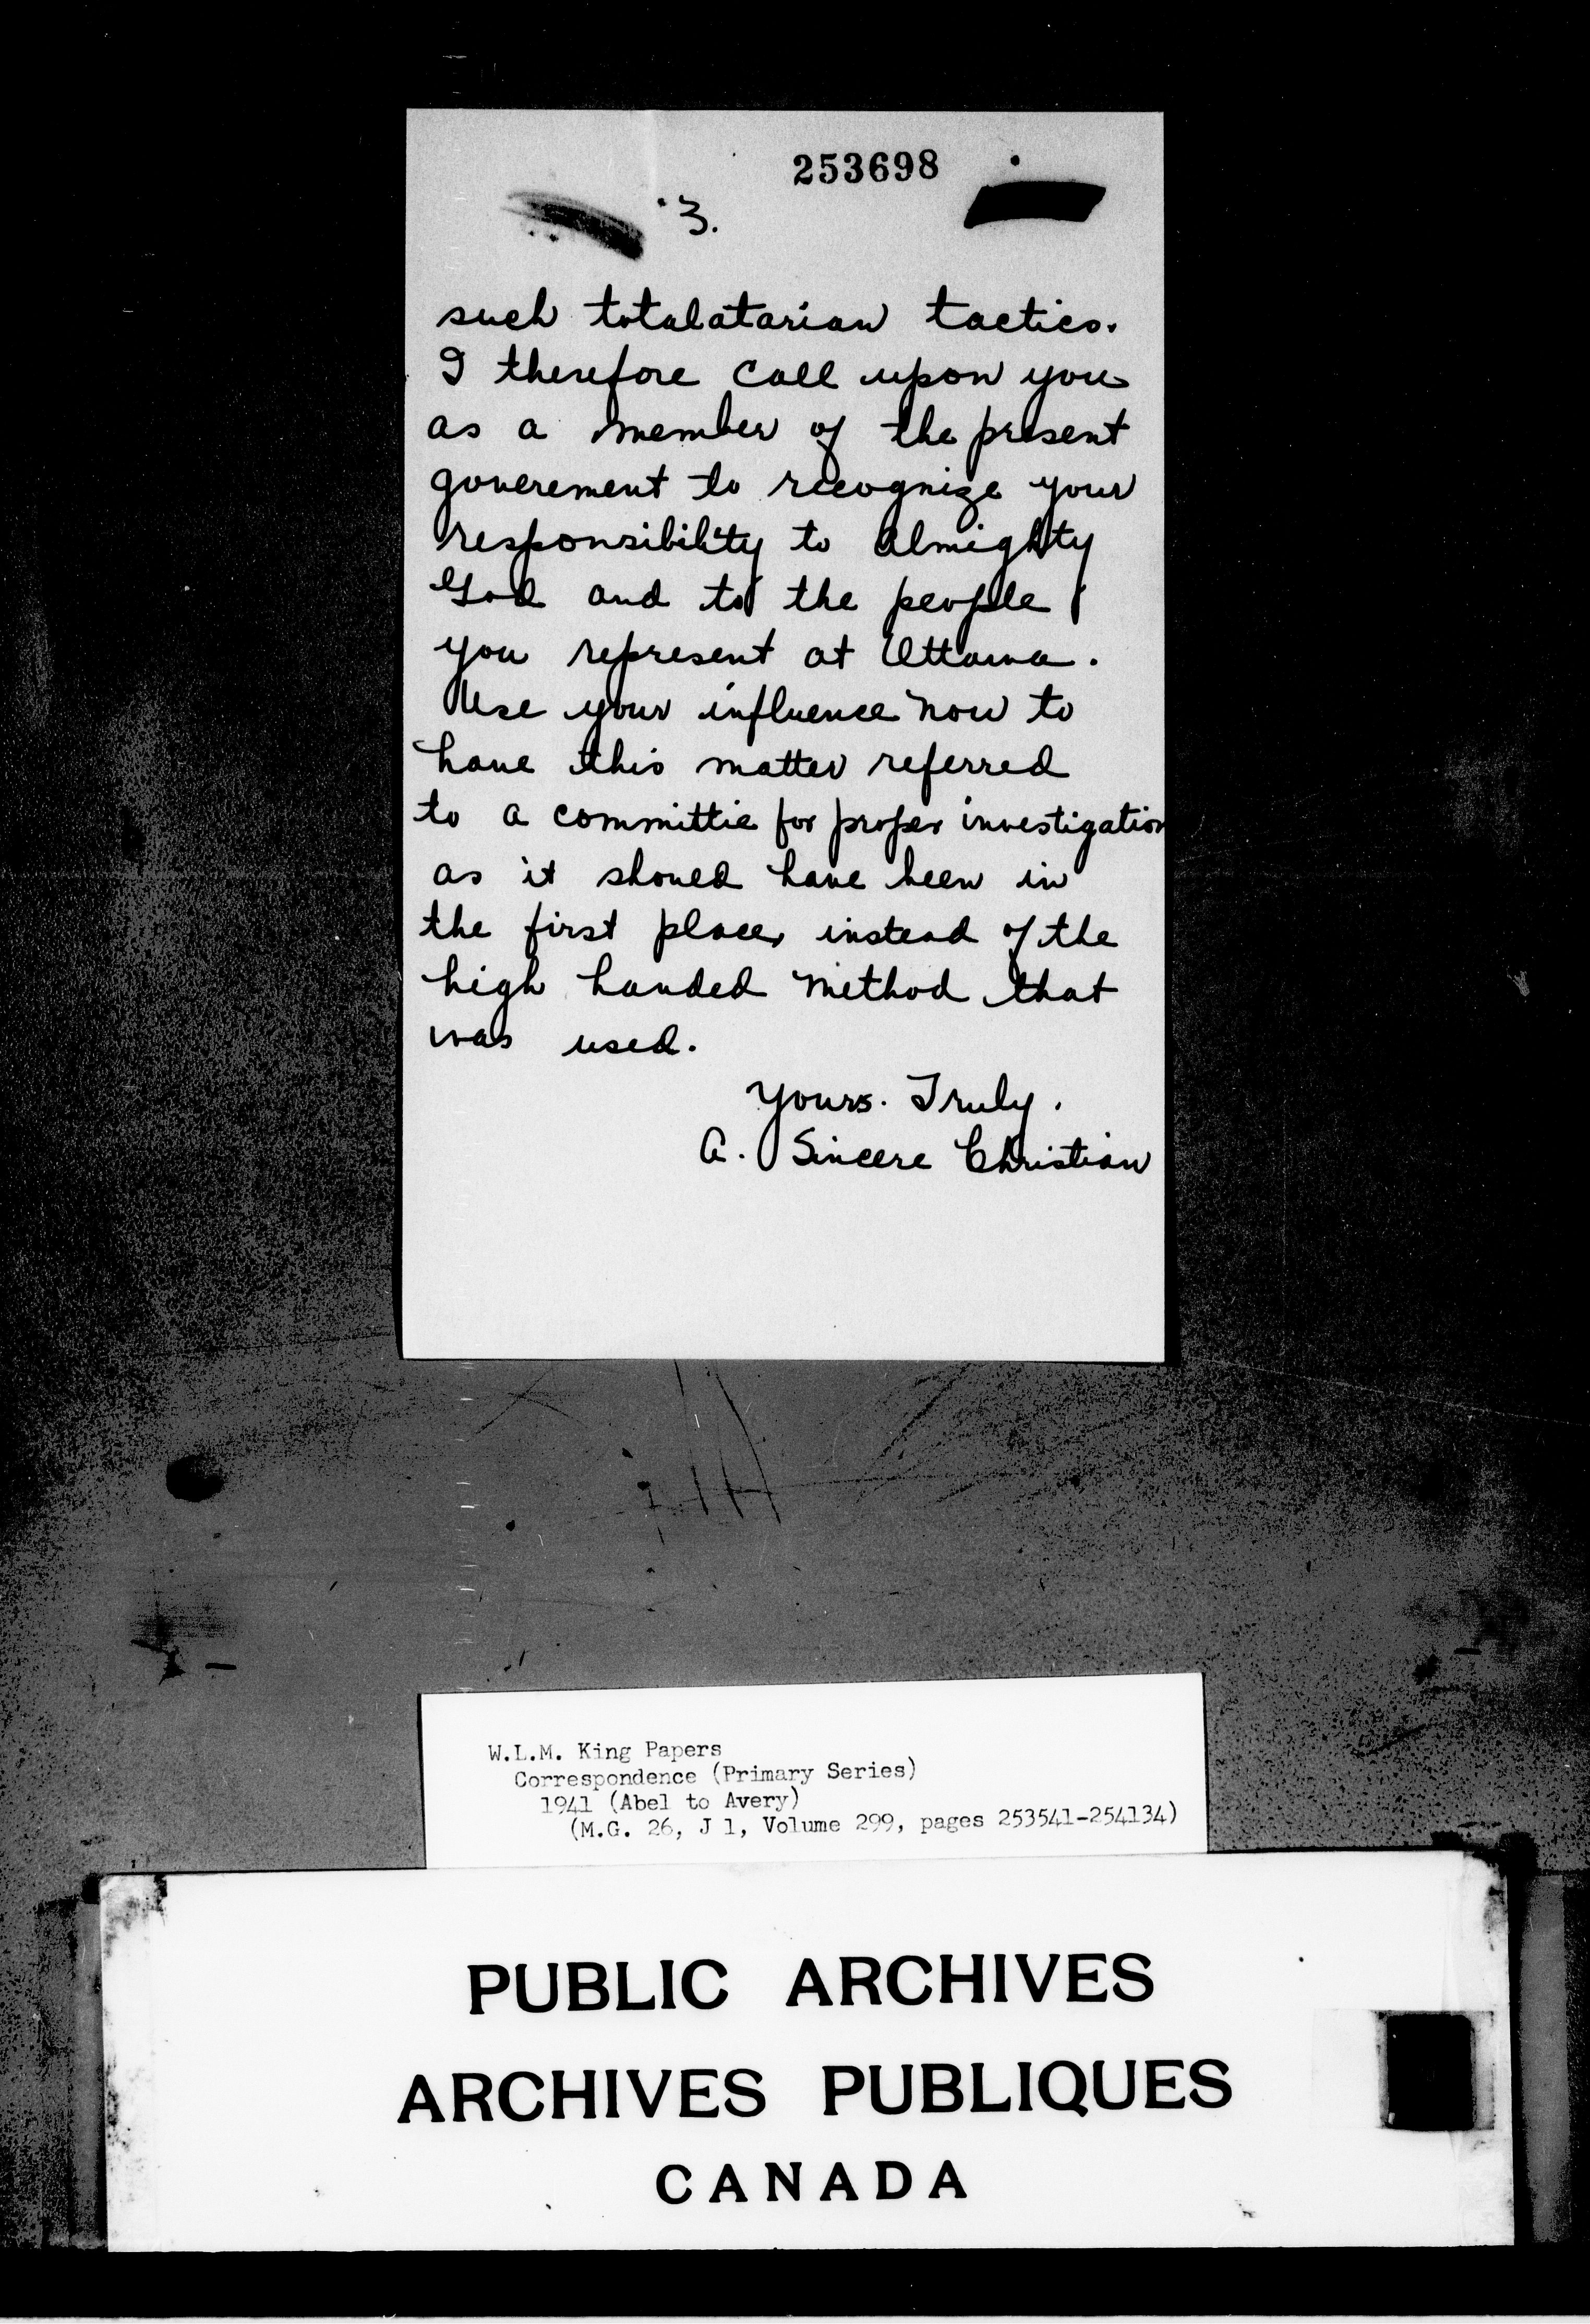 253698
3.
such totalatarian tactics.
I therefore call upon you
as a member of the present
goverement to recognize your
responsibility to Almighty
God and to the people
you represent at Ottawa.
Use your influence now to
have this matter referred
to a committie for proper investigation
as it shoued have been in
the first place, instead of the
high handed method that
was used.
Yours. Truly.
A. Sincere Christian
W.L.M. King Papers
Correspondence (Primary Series)
1941 (Abel to Avery)
(M.G. 26, J 1, Volume 299, pages 253541-254134)
PUBLIC ARCHIVES
ARCHIVES PUBLIQUES
CANADA